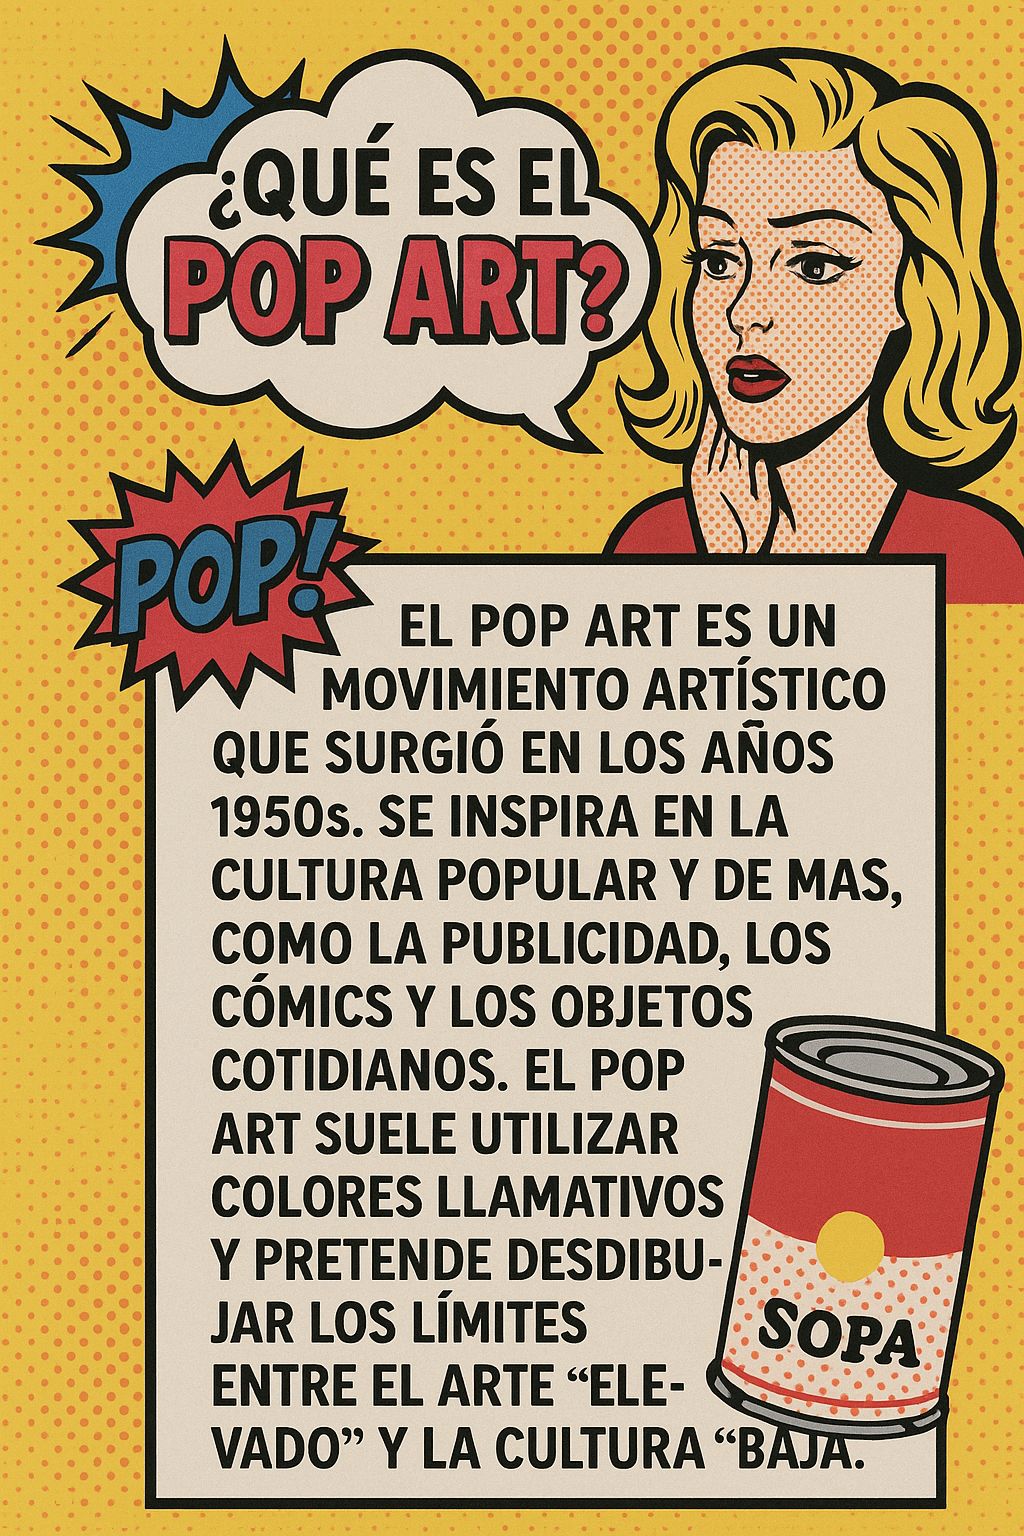 ¿QUÉ ES EL
POP ART?
POP!
EL POP ART ES UN
MOVIMIENTO ARTÍSTICO
QUE SURGIÓ EN LOS AÑOS
1950s. SE INSPIRA EN LA
CULTURA POPULAR Y DE MAS,
COMO LA PUBLICIDAD, LOS
CÓMICS Y LOS OBJETOS
COTIDIANOS. EL POP
ART SUELE UTILIZAR
COLORES LLAMATIVOS
Y PRETENDE DESDIBU-
JAR LOS LÍMITES
ENTRE EL ARTE “ELE-
VADO” Y LA CULTURA “BAJA.
SOPA